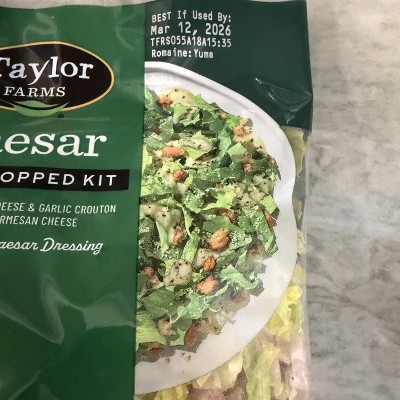 BEST If Used By:
Mar 12, 2026
TFRS055A18A15:35
Romaine:Yuma
Taylor
FARMS
®
aesar
OPPED KIT
HEESE & GARLIC CROUTON
RMESAN CHEESE
aesar Dressing